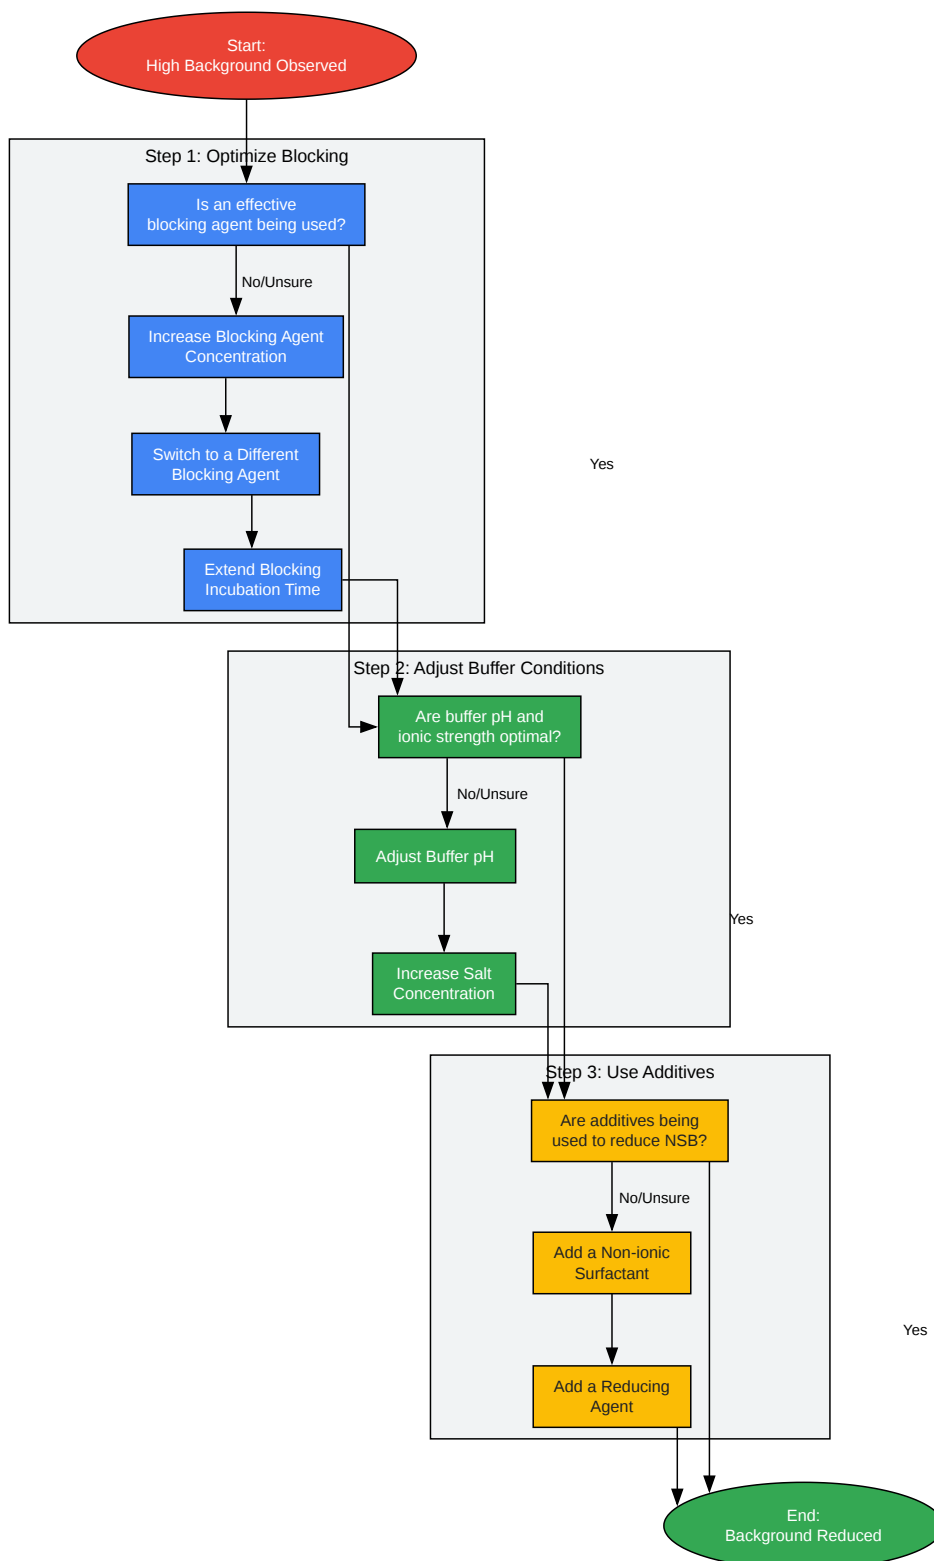 Start:
High Background Observed
Step 1: Optimize Blocking
Is an effective
blocking agent being used?
No/Unsure
Increase Blocking Agent
Concentration
Switch to a Different
Blocking Agent
Yes
Extend Blocking
Incubation Time
Step 2: Adjust Buffer Conditions
Are buffer pH and
ionic strength optimal?
No/Unsure
Adjust Buffer pH
Yes
Increase Salt
Concentration
Step 3: Use Additives
Are additives being
used to reduce NSB?
No/Unsure
Add a Non-ionic
Surfactant
Yes
Add a Reducing
Agent
End:
Background Reduced